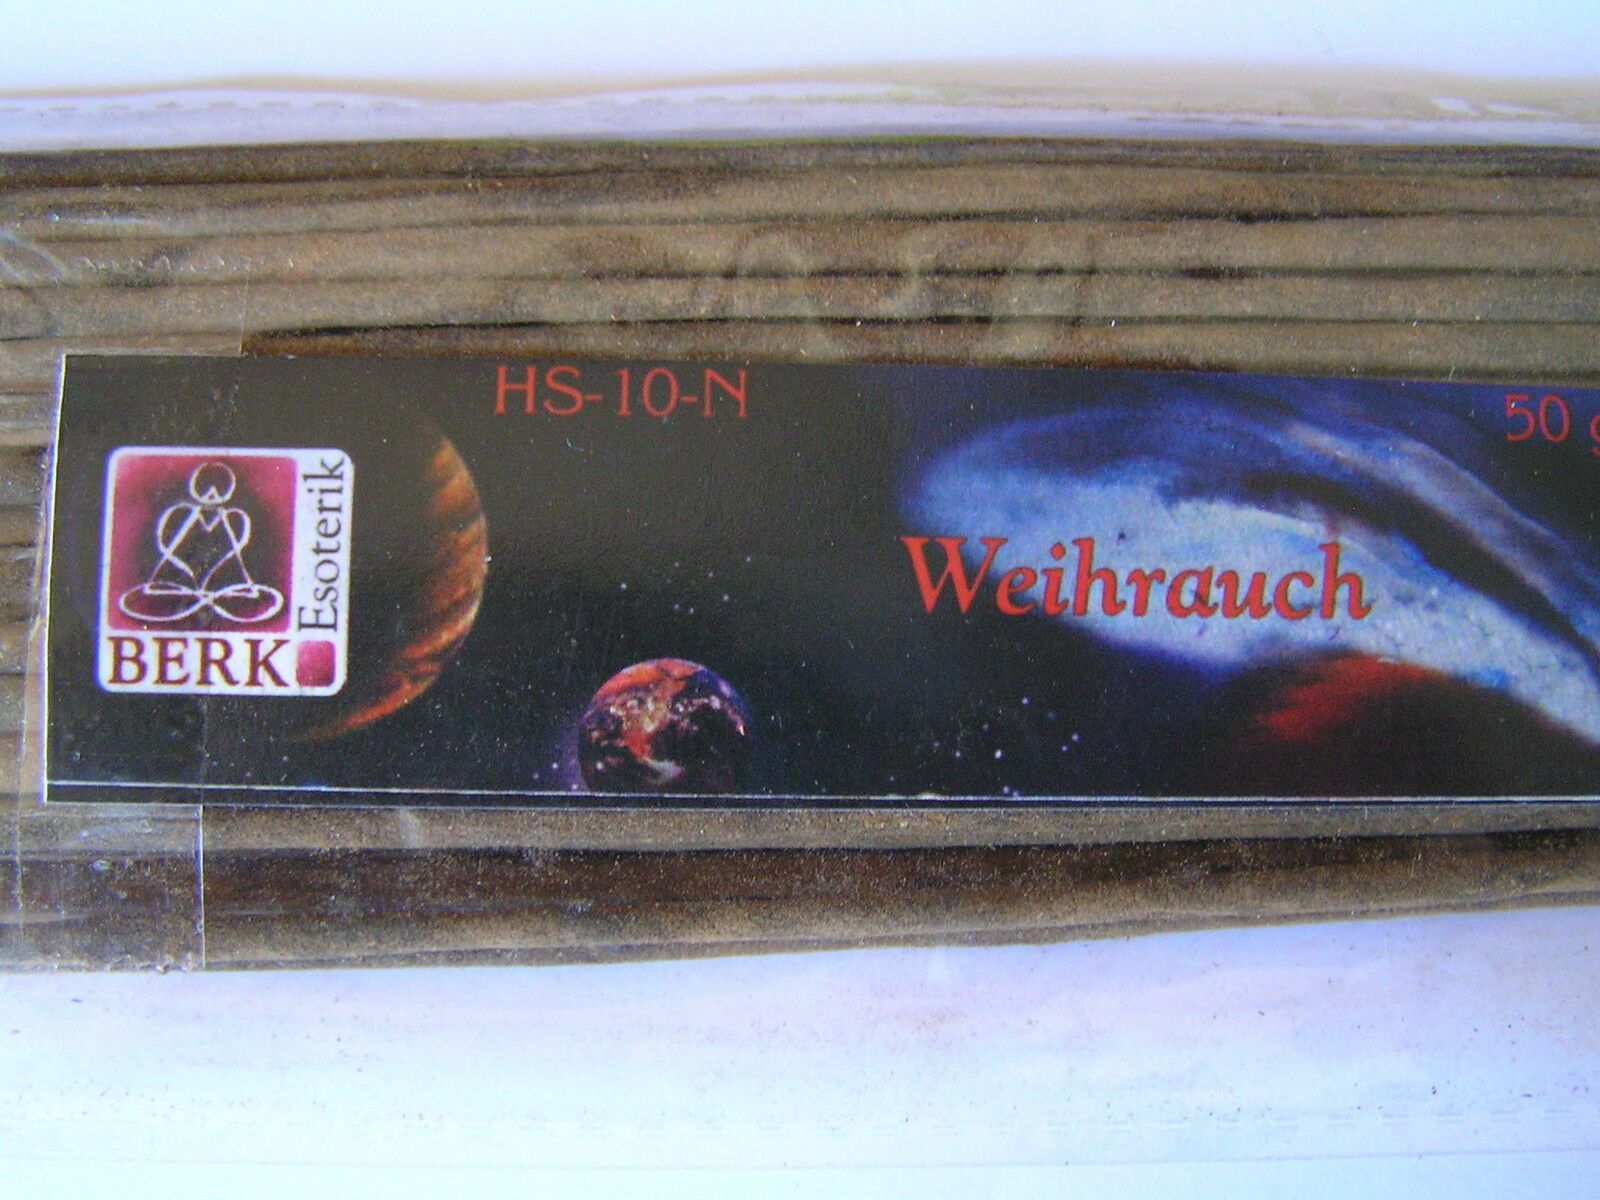 HS-10-N
50 g
Esoterik
BERK
Weihrauch